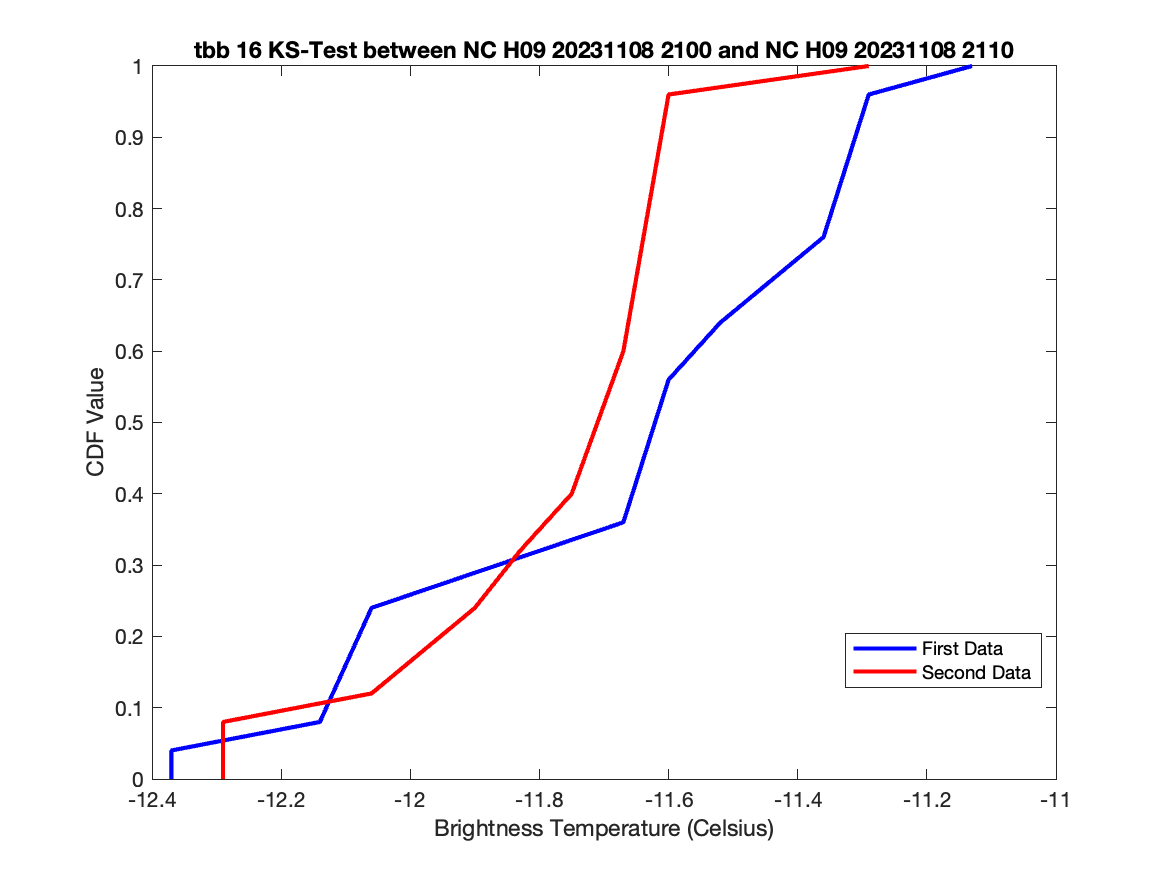 tbb 16 KS-Test between NC H09 20231108 2100 and NC H09 20231108 2110
1
0.9
0.8
0.7
0.6
0.5
0.4
0.3
0.2
0.1
0
CDF Value
First Data
Second Data
-12.4 -12.2 -12 -11.8 -11.6 -11.4 -11.2 -11
Brightness Temperature (Celsius)